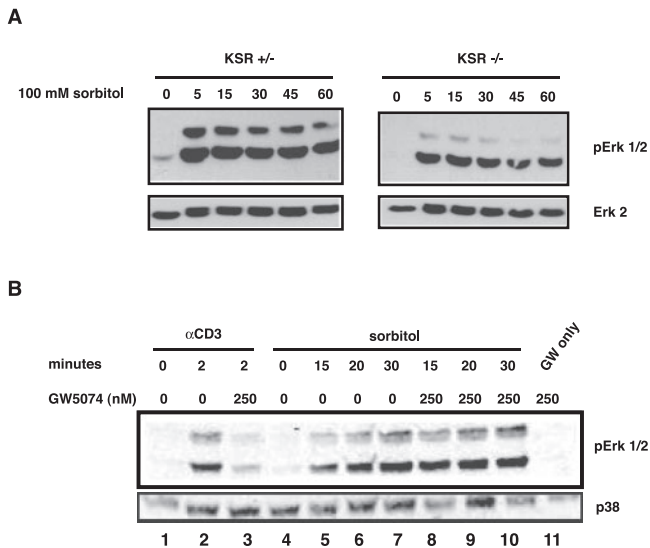 A
KSR +/- KSR -/-
100 mM sorbitol 0 5 15 30 45 60 0 5 15 30 45 60
pErk 1/2
Erk 2
B
αCD3 sorbitol GW only
minutes 0 2 2 0 15 20 30 15 20 30
GW5074 (nM) 0 0 250 0 0 0 0 250 250 250 250
pErk 1/2
p38
1 2 3 4 5 6 7 8 9 10 11